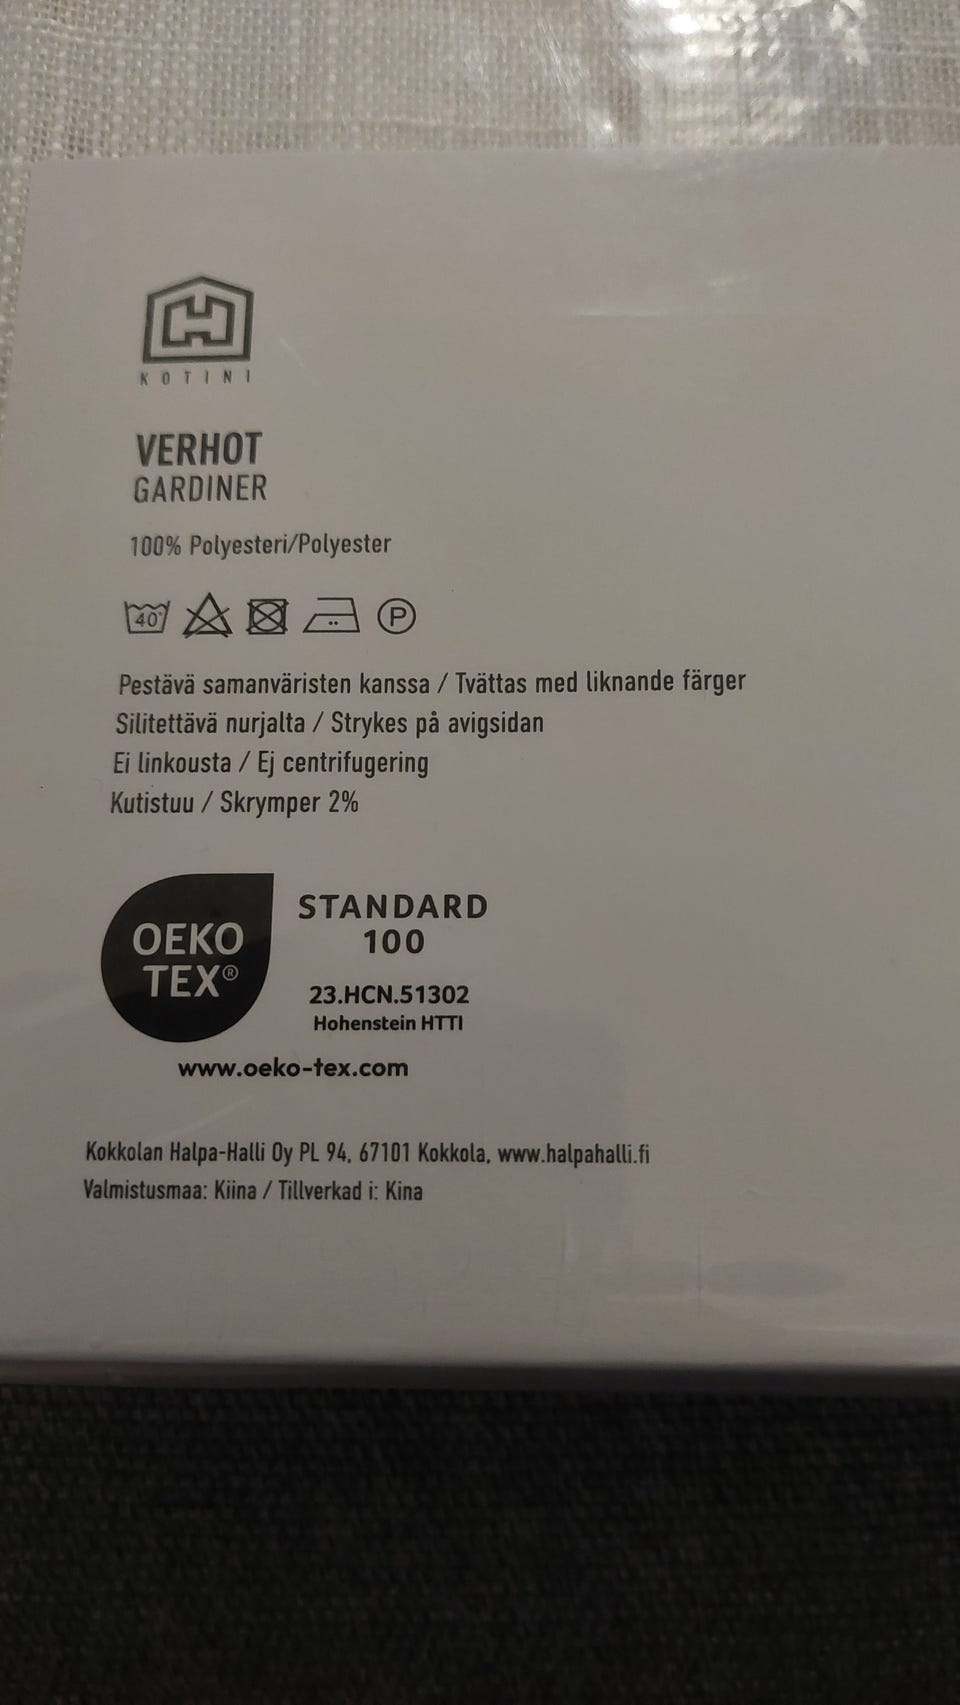 KOTINI
VERHOT
GARDINER
100% Polyesteri/Polyester
40° P
Pestävä samanväristen kanssa / Tvättas med liknande färger
Silitettävä nurjalta / Strykes på avigsidan
Ei linkousta / Ej centrifugering
Kutistuu / Skrymper 2%
OEKO
TEX®
STANDARD
100
23.HCN.51302
Hohenstein HTTI
www.oeko-tex.com
Kokkolan Halpa-Halli Oy PL 94, 67101 Kokkola, www.halpahalli.fi
Valmistusmaa: Kiina / Tillverkad i: Kina